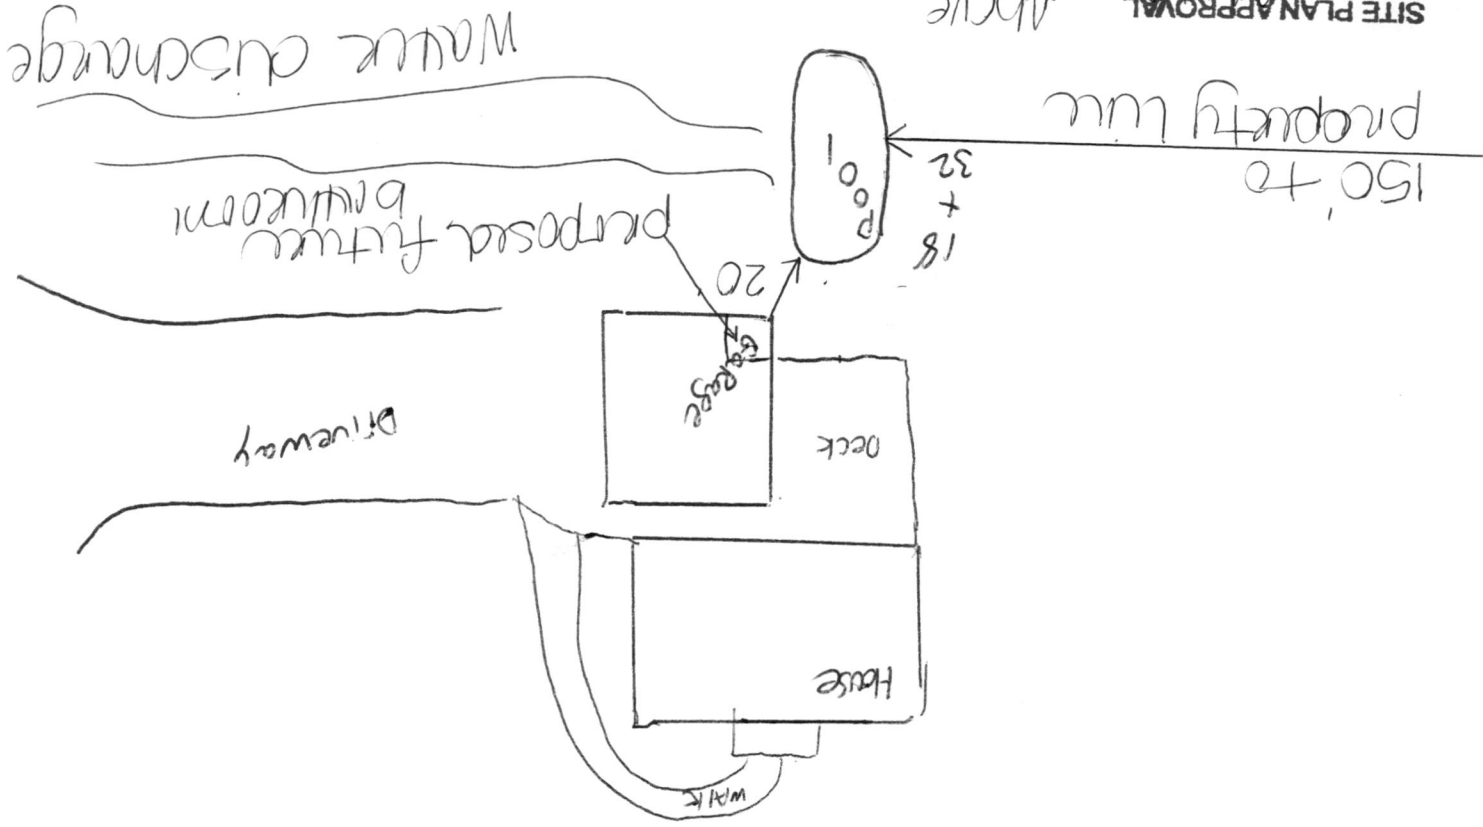 WALK
House
Deck
Driveway
Garage
20'
18
+
32
Pool
proposed future
bathroom
150' to
property line
Water discharge
SITE PLAN APPROVAL
Above